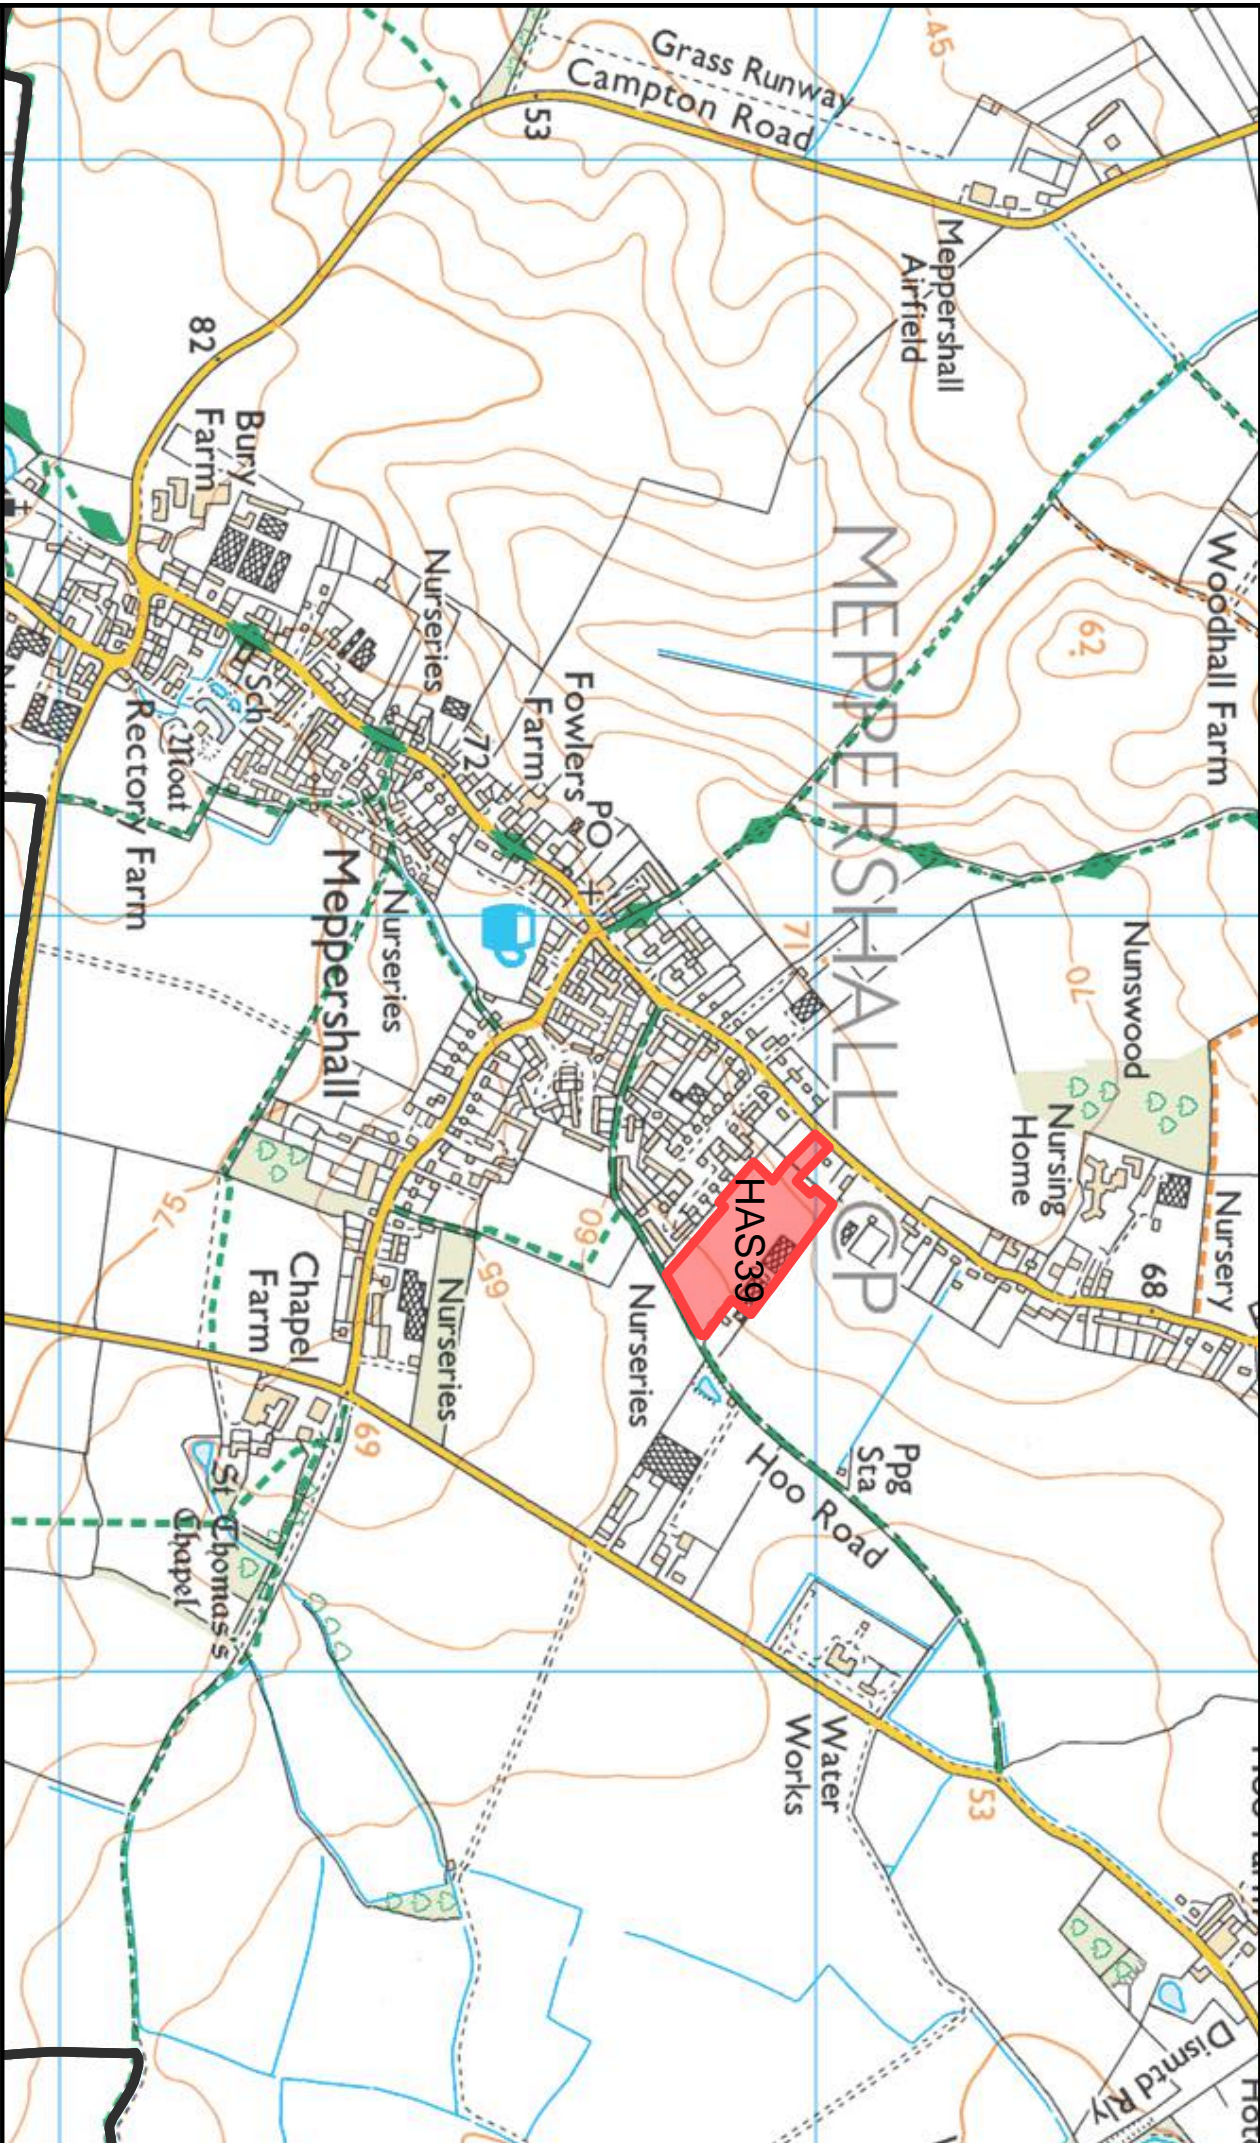 Grass Runway
Campton Road
45
53
Meppershall
Airfield
82
Bury
Farm
Woodhall Farm
62
MEPPERSHALL CP
Nurseries
Fowlers
Farm
72
Sch
Moat
Rectory Farm
PO
71
70
Nunswood
Nursing
Home
Nursery
68
Nurseries
Meppershall
HAS39
75
60
65
Nurseries
Nurseries
Chapel
Farm
69
St Thomas's
Chapel
Hoo Road
Ppg
Sta
Water
Works
53
Dismtd Rly